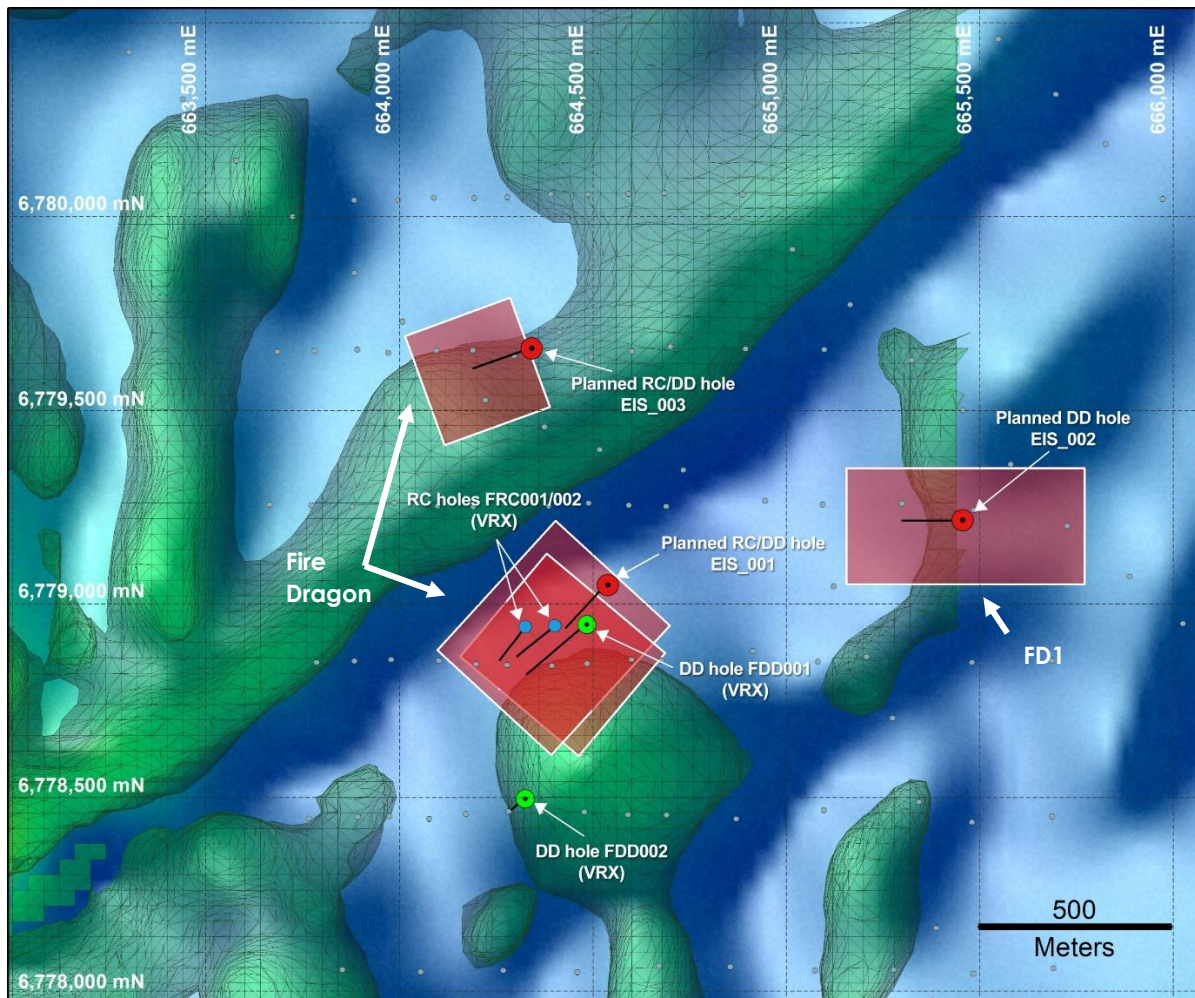 663,500 mE
664,000 mE
664,500 mE
665,000 mE
665,500 mE
666,000 mE
6,780,000 mN
Planned RC/DD hole
EIS_003
6,779,500 mN
Planned DD hole
EIS_002
RC holes FRC001/002
(VRX)
Planned RC/DD hole
EIS_001
Fire
Dragon
6,779,000 mN
FD1
DD hole FDD001
(VRX)
6,778,500 mN
DD hole FDD002
(VRX)
500
Meters
6,778,000 mN